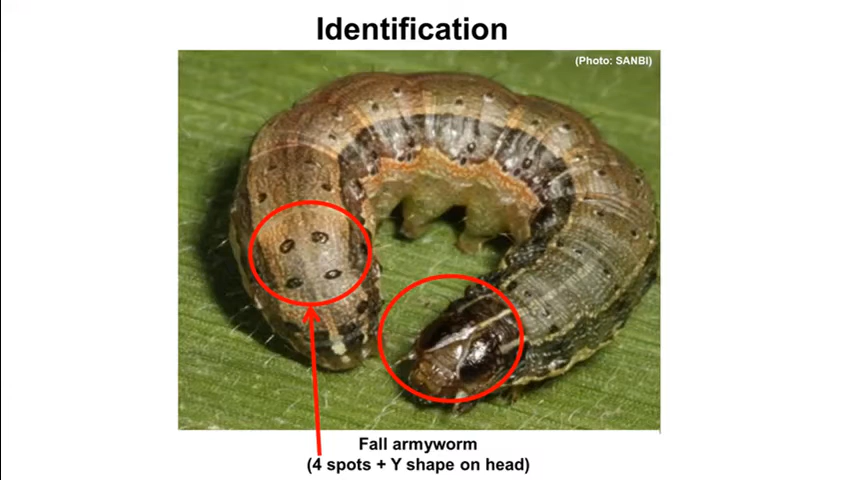 Identification
(Photo: SANBI)
Fall armyworm
(4 spots + Y shape on head)